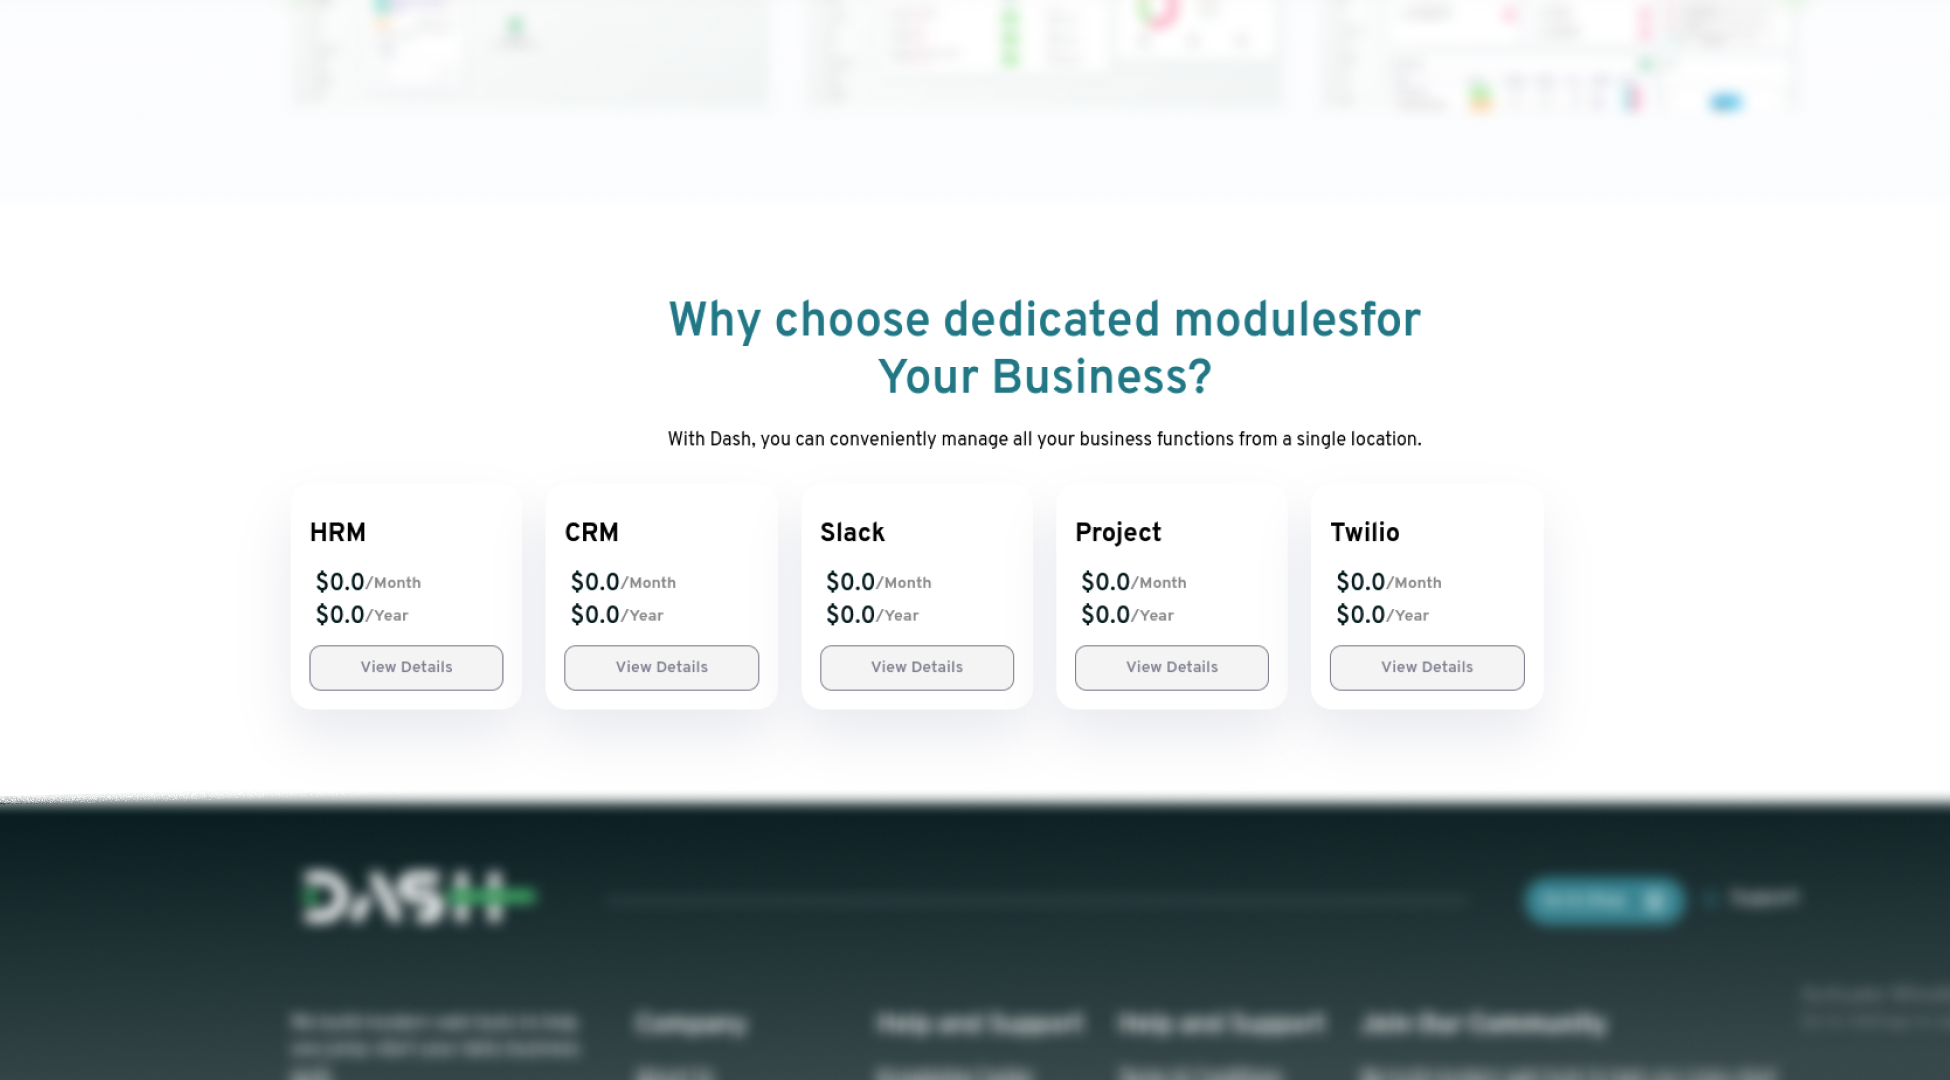 Why choose dedicated modulesfor
Your Business?
With Dash, you can conveniently manage all your business functions from a single location.
HRM
$0.0/Month
$0.0/Year
View Details
CRM
$0.0/Month
$0.0/Year
View Details
Slack
$0.0/Month
$0.0/Year
View Details
Project
$0.0/Month
$0.0/Year
View Details
Twilio
$0.0/Month
$0.0/Year
View Details
DASH
Support
Company
Help and Support
Help and Support
Join Our Community